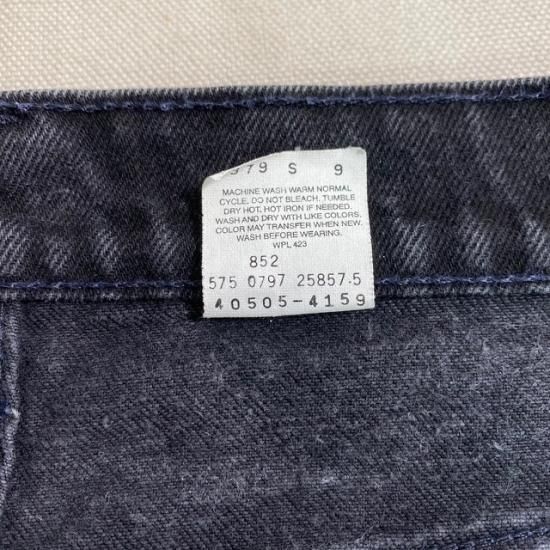 379 S 9
MACHINE WASH WARM NORMAL
CYCLE. DO NOT BLEACH. TUMBLE
DRY HOT, HOT IRON IF NEEDED.
WASH AND DRY WITH LIKE COLORS.
COLOR MAY TRANSFER WHEN NEW.
WASH BEFORE WEARING.
WPL 423
852
575 0797 25857.5
40505-4159